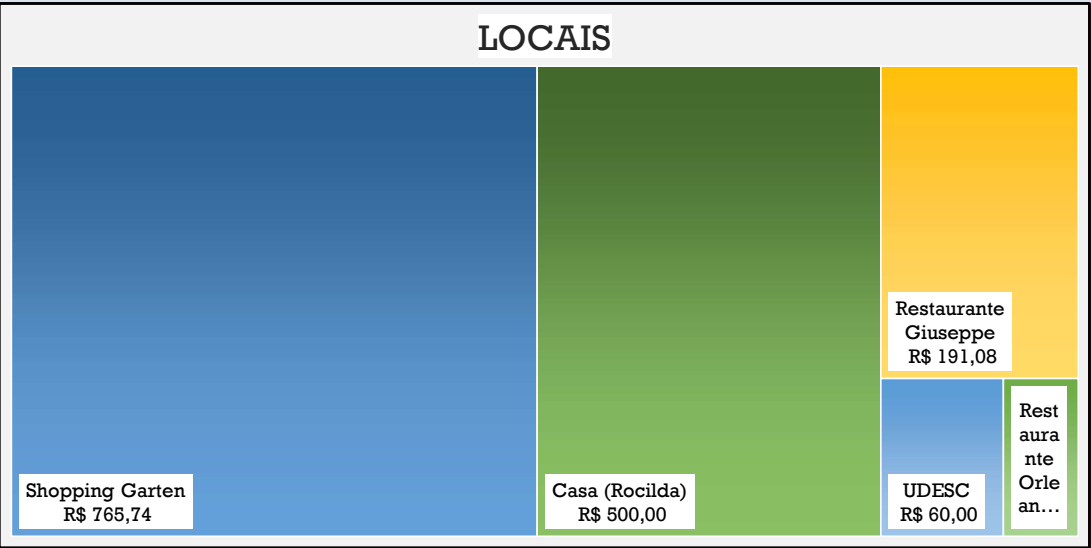 LOCAIS
Shopping Garten
R$ 765,74
Casa (Rocilda)
R$ 500,00
Restaurante
Giuseppe
R$ 191,08
UDESC
R$ 60,00
Rest
aura
nte
Orle
an…